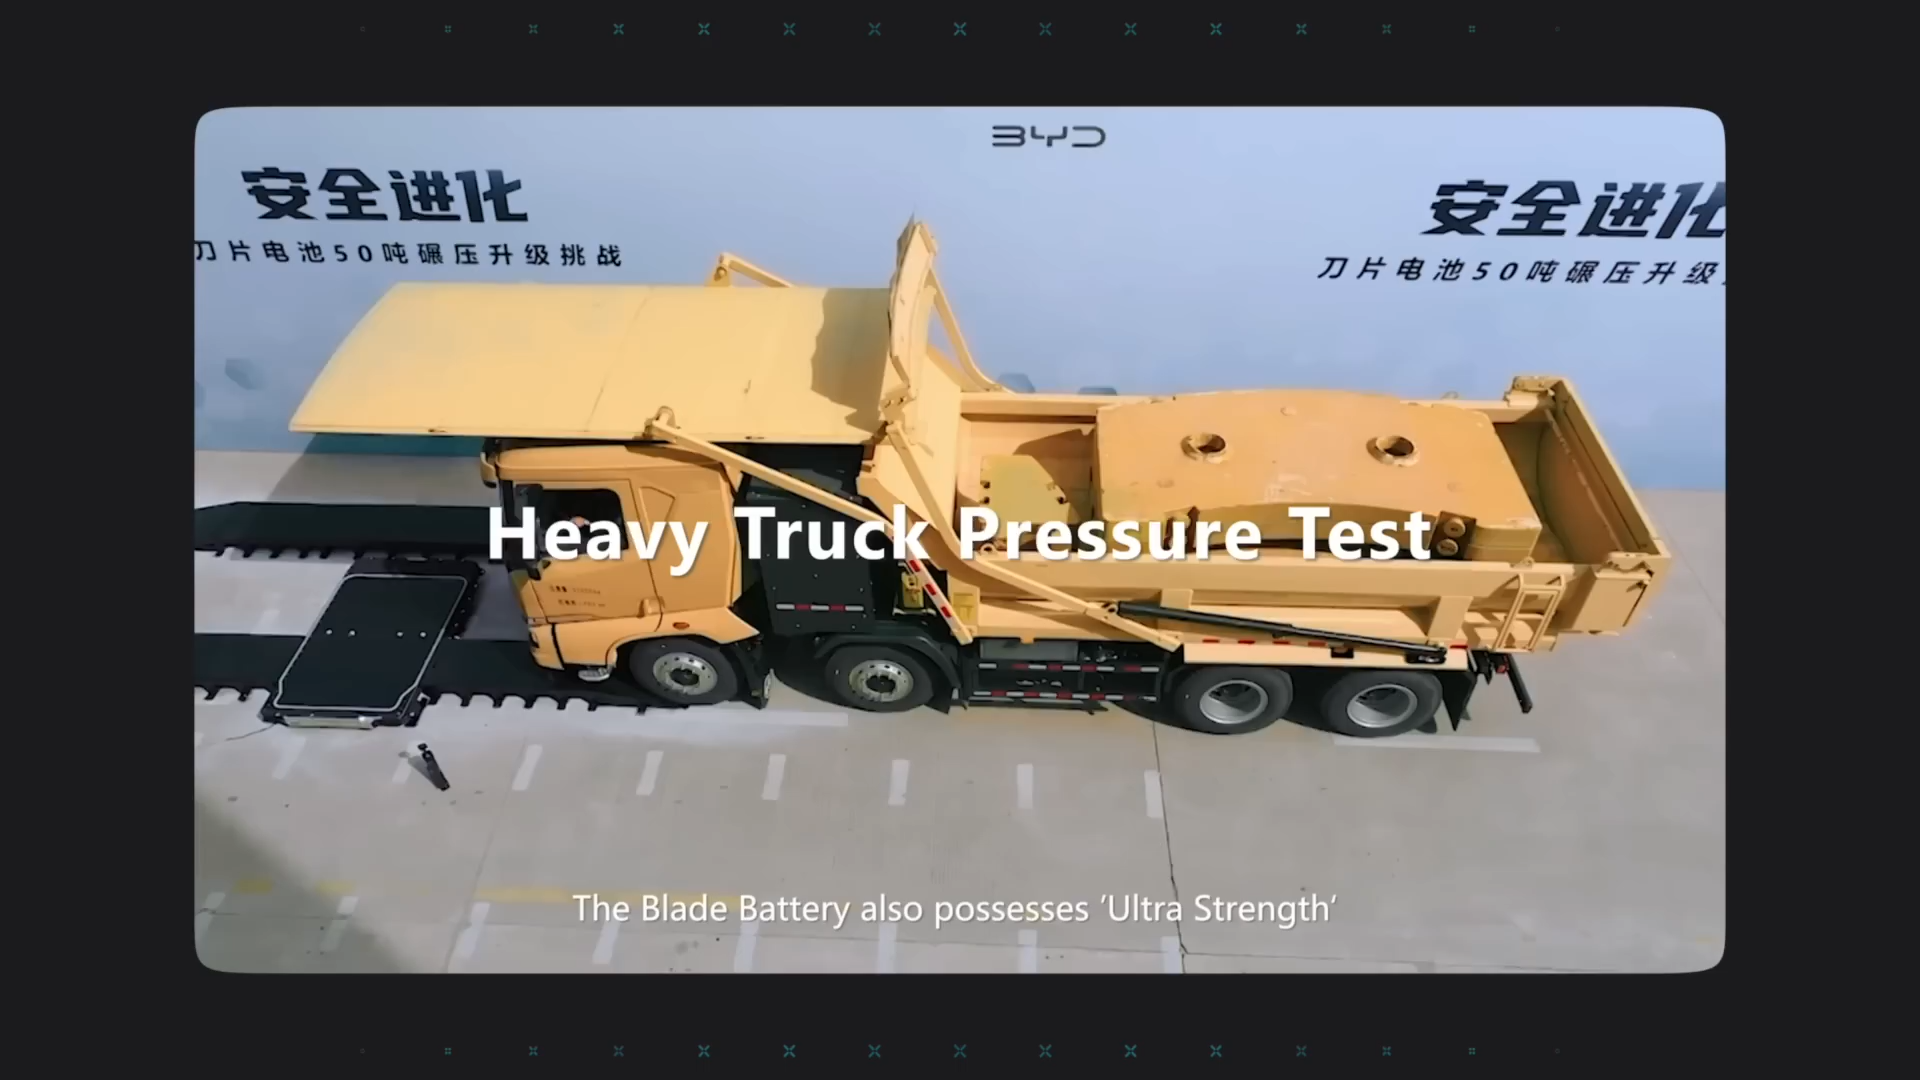 BYD
安全进化
刀片电池50吨碾压升级挑战
安全进化
刀片电池50吨碾压升级
Heavy Truck Pressure Test
The Blade Battery also possesses ‘Ultra Strength’